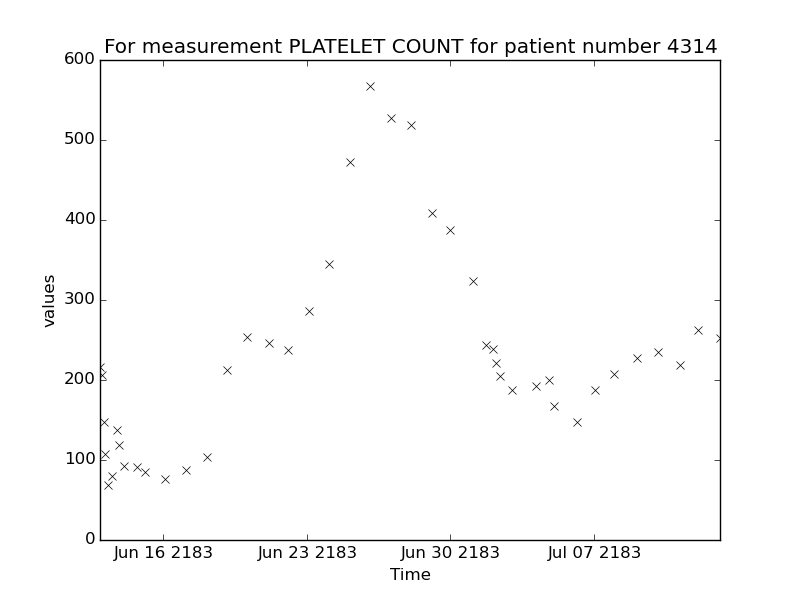 For measurement PLATELET COUNT for patient number 4314
600
500
400
300
200
100
0
values
Jun 16 2183 Jun 23 2183 Jun 30 2183 Jul 07 2183
Time